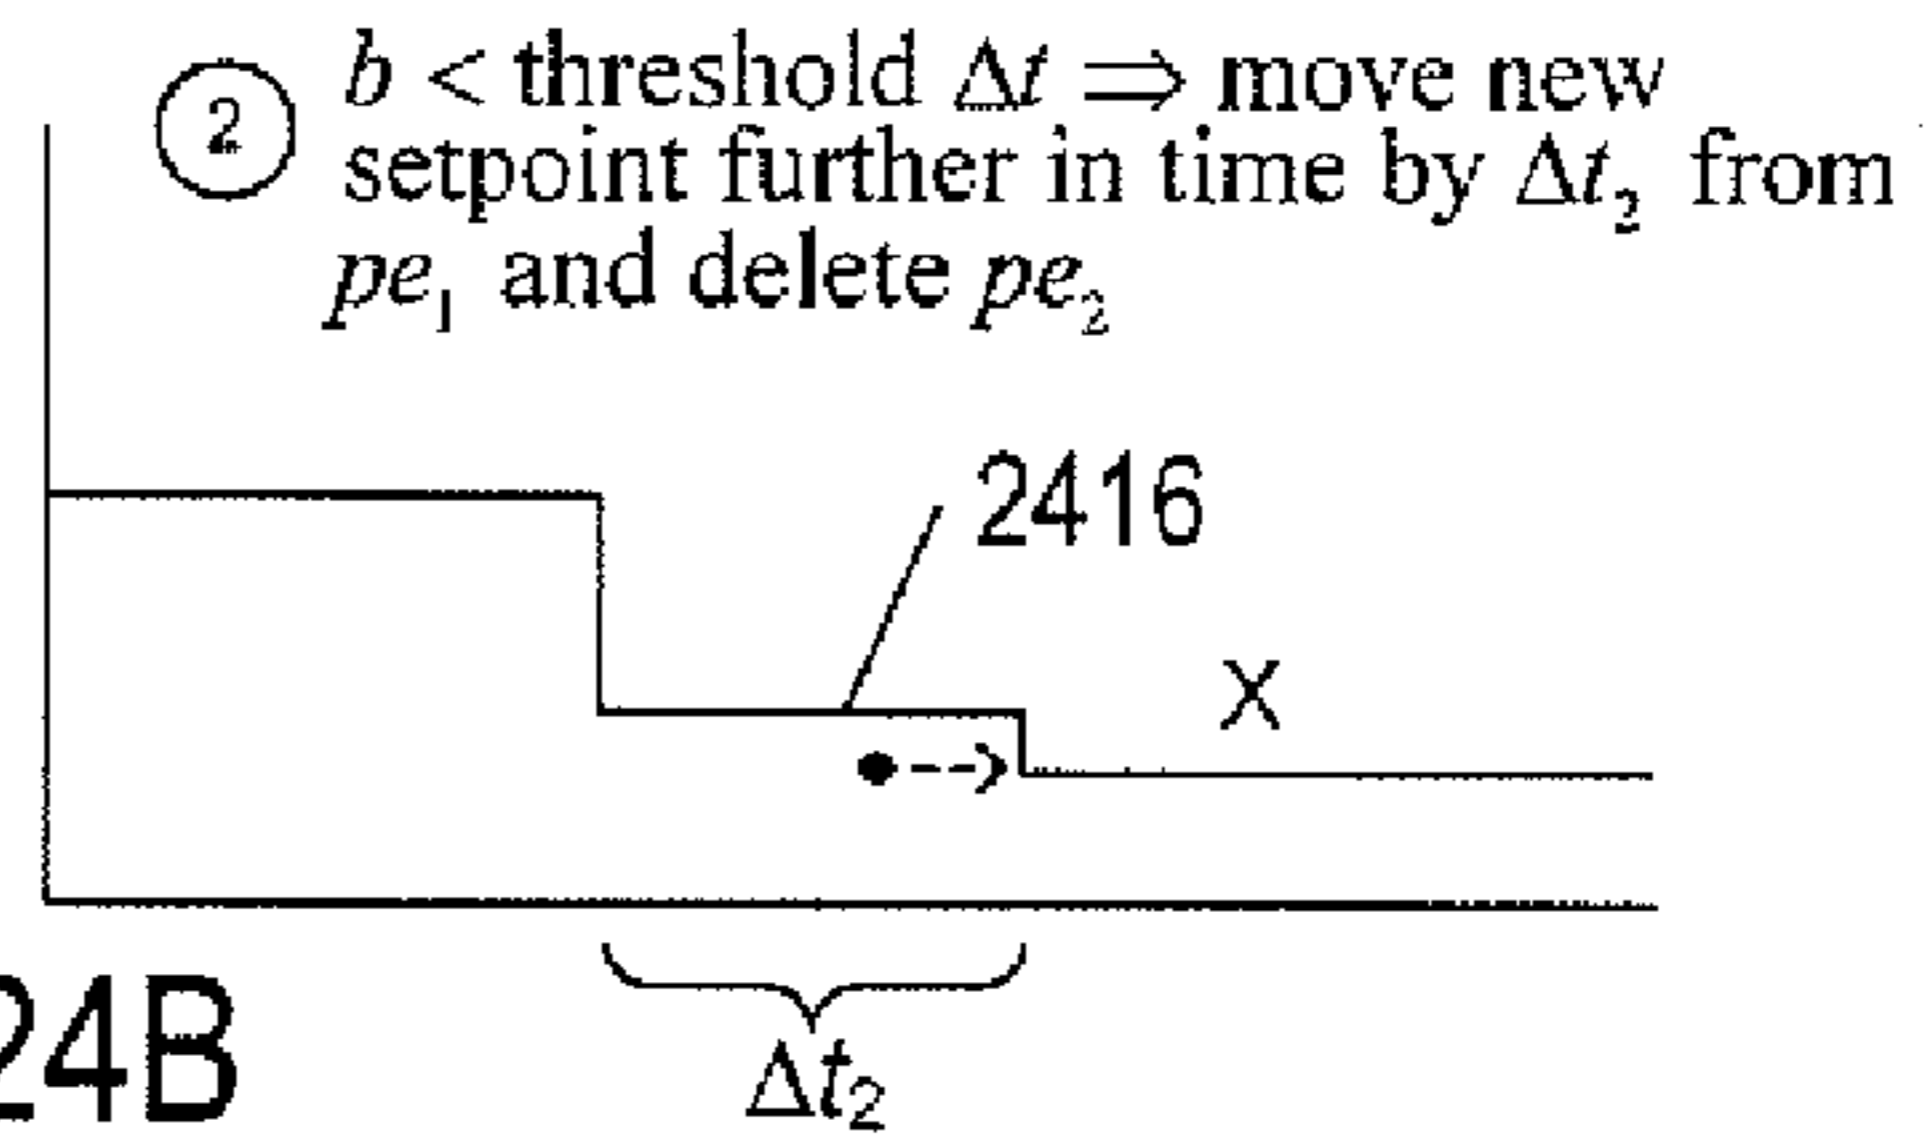 2 b < threshold Δt ⇒ move new
setpoint further in time by Δt₂ from
pe₁ and delete pe₂
2416
X
Δt₂
24B